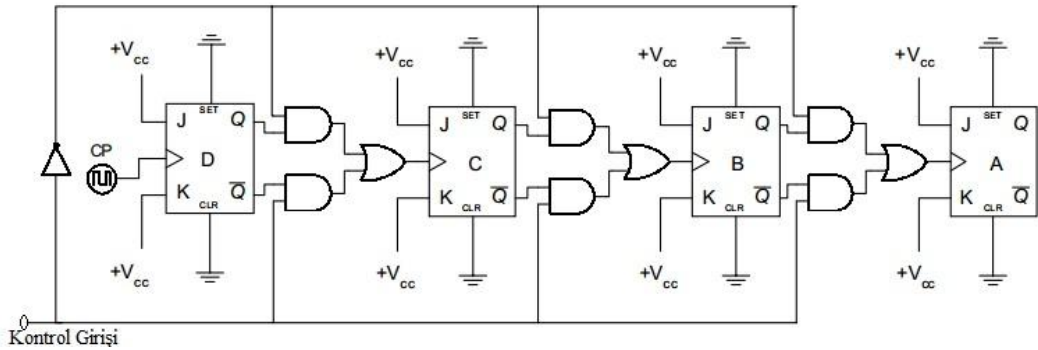 +Vcc +Vcc +Vcc +Vcc
SET SET SET SET
J Q J Q J Q J Q
CP D C B A
K Q̅ K Q̅ K Q̅ K Q̅
CLR CLR CLR CLR
+Vcc +Vcc +Vcc +Vcc
0
Kontrol Girişi